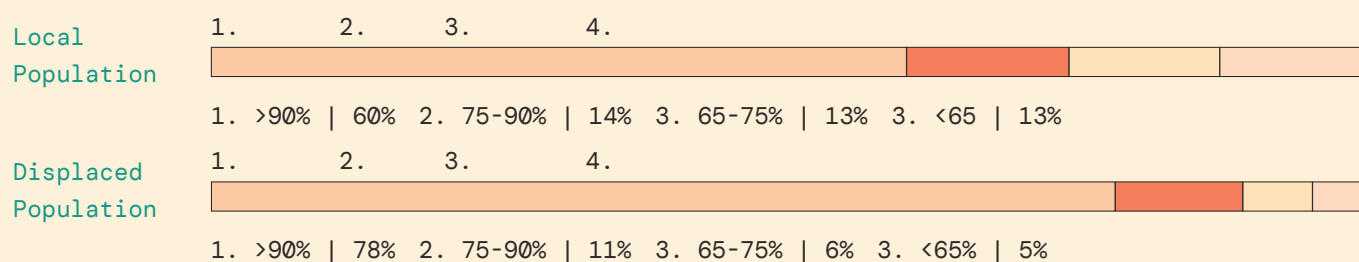 Local
Population
1. 2. 3. 4.
1. >90% | 60% 2. 75-90% | 14% 3. 65-75% | 13% 3. <65 | 13%
Displaced
Population
1. 2. 3. 4.
1. >90% | 78% 2. 75-90% | 11% 3. 65-75% | 6% 3. <65% | 5%